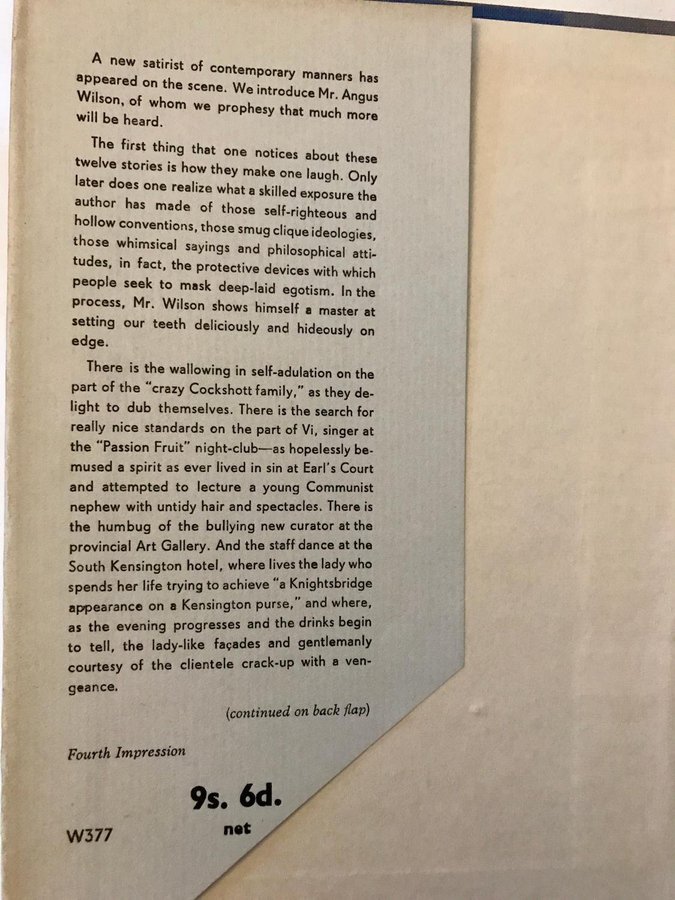 A new satirist of contemporary manners has
appeared on the scene. We introduce Mr. Angus
Wilson, of whom we prophesy that much more
will be heard.
The first thing that one notices about these
twelve stories is how they make one laugh. Only
later does one realize what a skilled exposure the
author has made of those self-righteous and
hollow conventions, those smug clique ideologies,
those whimsical sayings and philosophical atti-
tudes, in fact, the protective devices with which
people seek to mask deep-laid egotism. In the
process, Mr. Wilson shows himself a master at
setting our teeth deliciously and hideously on
edge.
There is the wallowing in self-adulation on the
part of the "crazy Cockshott family," as they de-
light to dub themselves. There is the search for
really nice standards on the part of Vi, singer at
the "Passion Fruit" night-club—as hopelessly be-
mused a spirit as ever lived in sin at Earl's Court
and attempted to lecture a young Communist
nephew with untidy hair and spectacles. There is
the humbug of the bullying new curator at the
provincial Art Gallery. And the staff dance at the
South Kensington hotel, where lives the lady who
spends her life trying to achieve "a Knightsbridge
appearance on a Kensington purse," and where,
as the evening progresses and the drinks begin
to tell, the lady-like façades and gentlemanly
courtesy of the clientele crack-up with a ven-
geance.
(continued on back flap)
Fourth Impression
9s. 6d.
net
W377